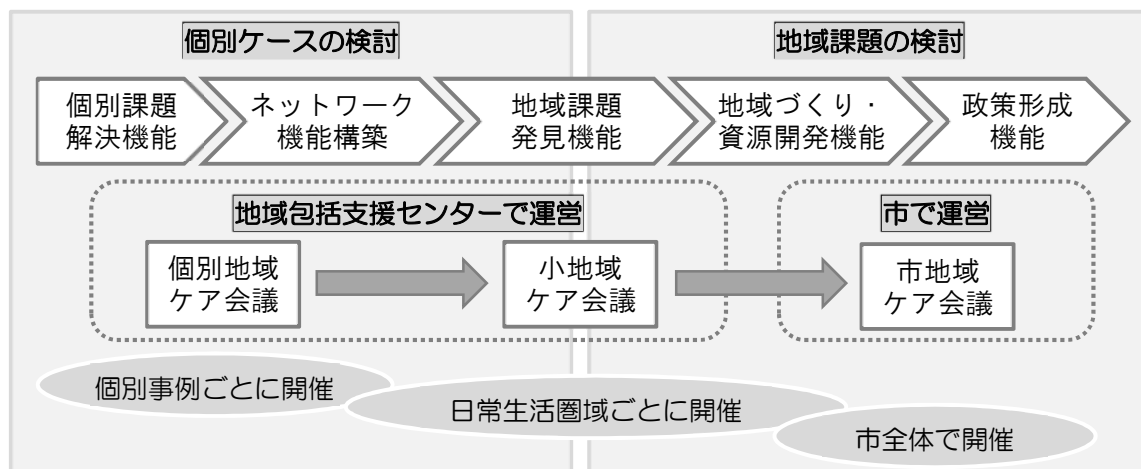 個別ケースの検討
地域課題の検討
個別課題
解決機能
ネットワーク
機能構築
地域課題
発見機能
地域づくり・
資源開発機能
政策形成
機能
地域包括支援センターで運営
市で運営
個別地域
ケア会議
小地域
ケア会議
市地域
ケア会議
個別事例ごとに開催
日常生活圏域ごとに開催
市全体で開催